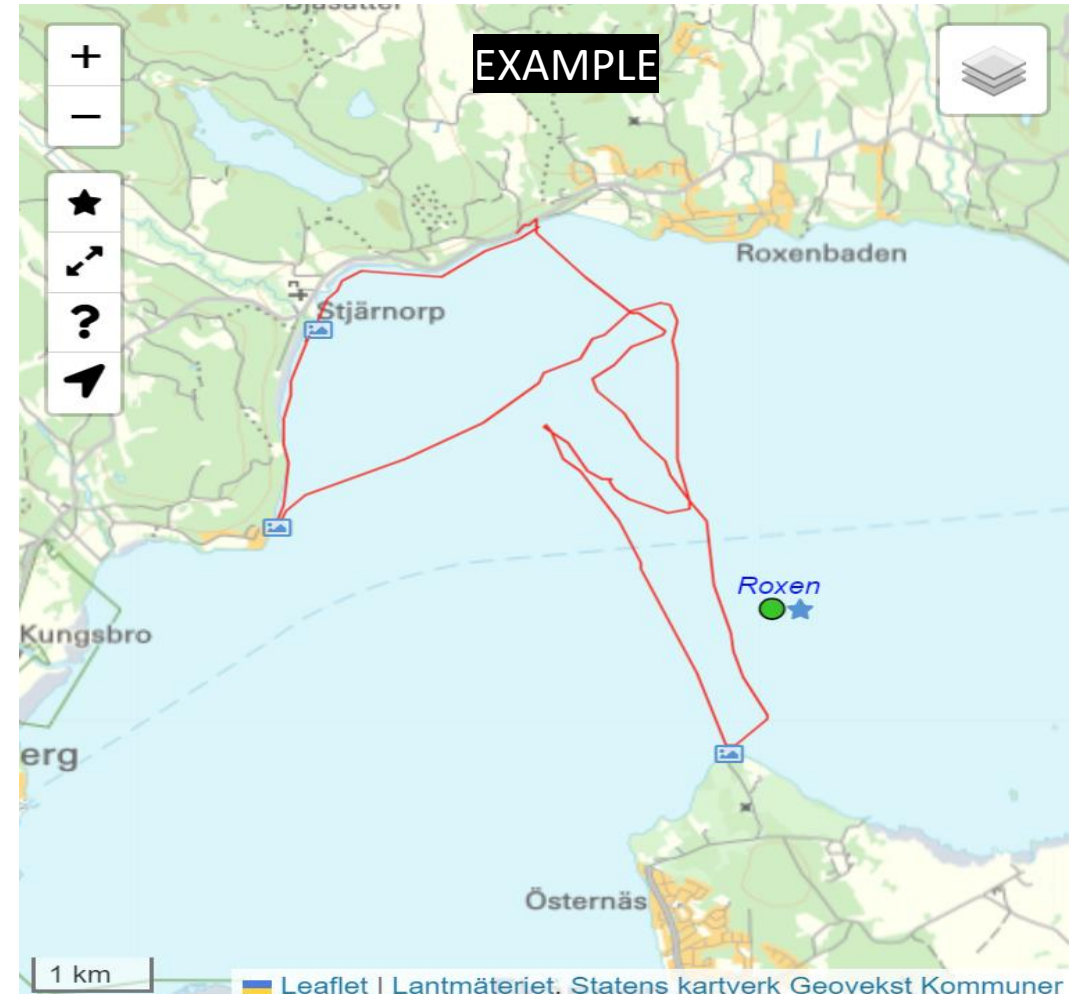 +
EXAMPLE
−
?
Roxenbaden
Stjärnorp
Roxen
Kungsbro
erg
Östernäs
1 km
Leaflet | Lantmäteriet, Statens kartverk Geovekst Kommuner